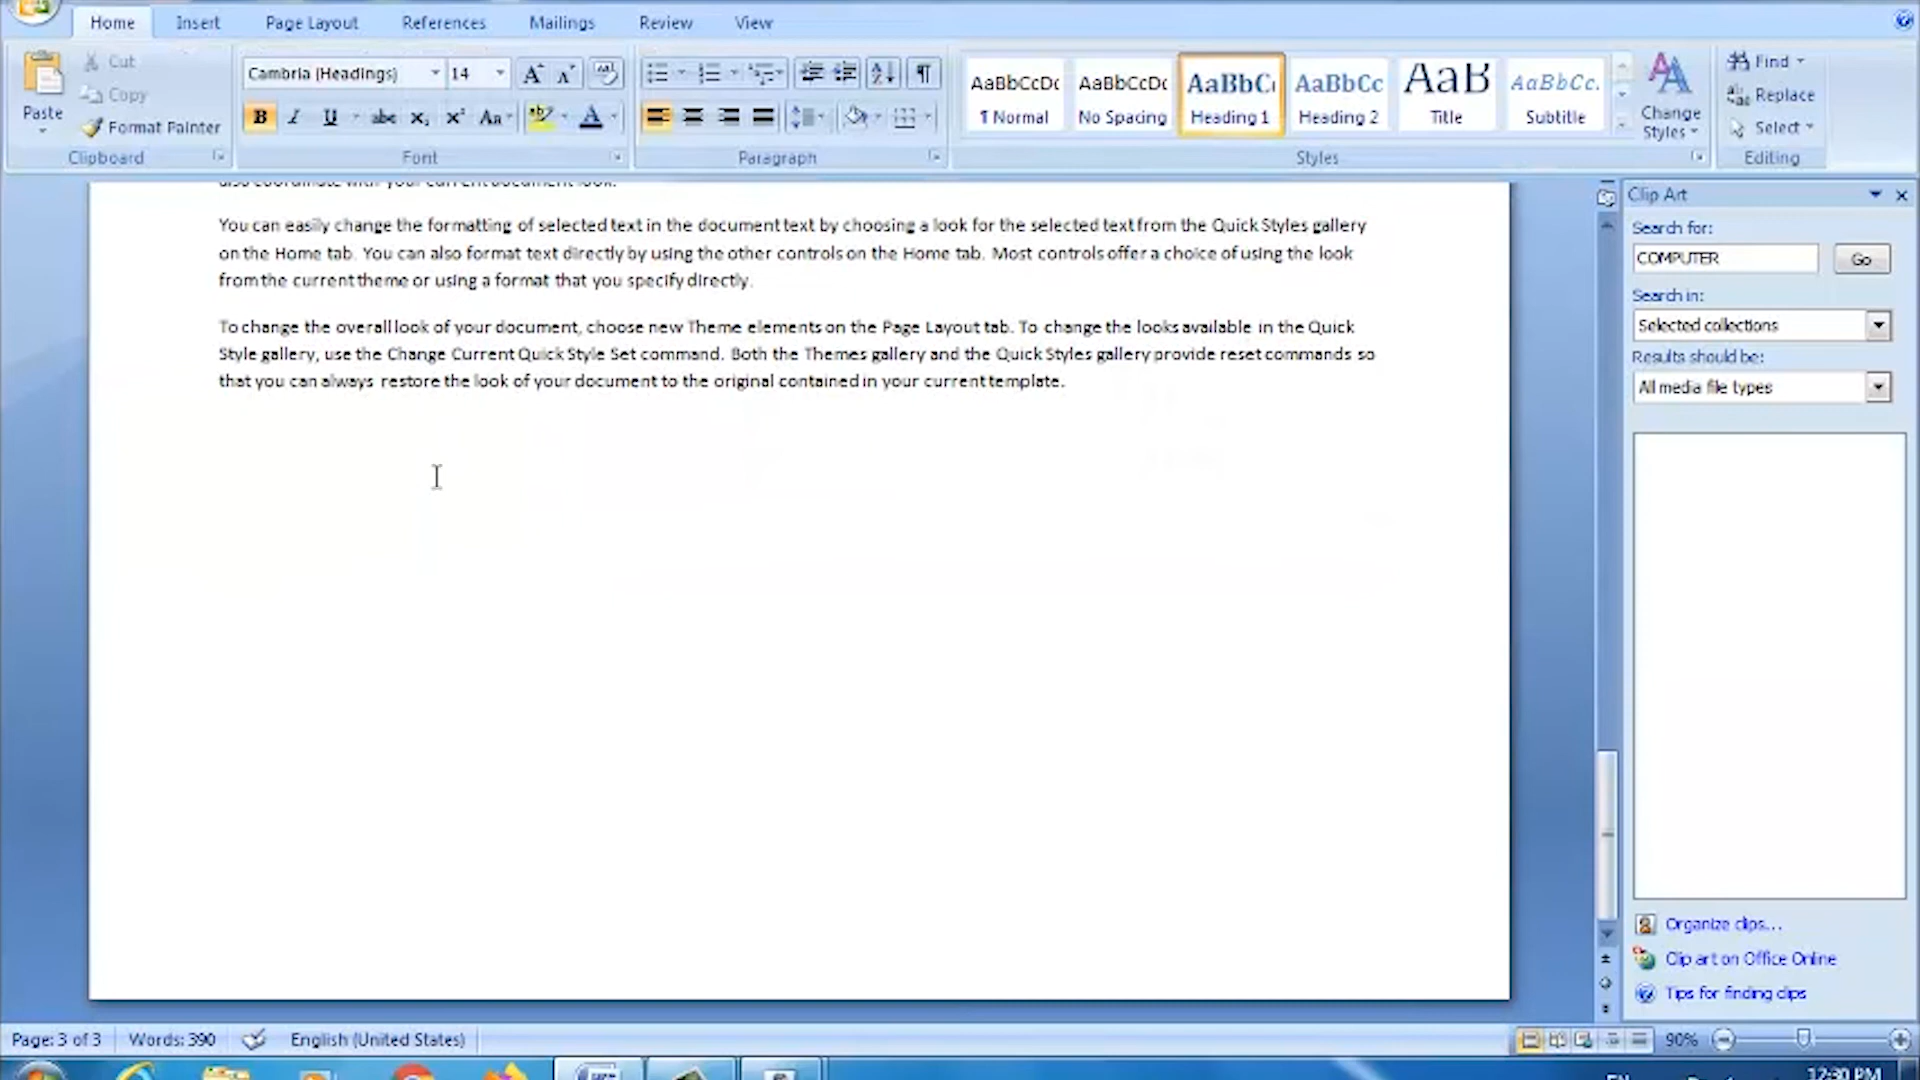 Home Insert Page Layout References Mailings Review View
Paste
Cut
Copy
Format Painter
Clipboard
Cambria (Headings) 14
B I U abc x₂ x² Aa ab A
Font
Paragraph
AaBbCcDc AaBbCcDc AaBbC AaBbCc AaB AaBbCc.
¶ Normal No Spacing Heading 1 Heading 2 Title Subtitle
Change
Styles
Styles
Find
Replace
Select
Editing
also coordinate with your current document look.
You can easily change the formatting of selected text in the document text by choosing a look for the selected text from the Quick Styles gallery
on the Home tab. You can also format text directly by using the other controls on the Home tab. Most controls offer a choice of using the look
from the current theme or using a format that you specify directly.
To change the overall look of your document, choose new Theme elements on the Page Layout tab. To change the looks available in the Quick
Style gallery, use the Change Current Quick Style Set command. Both the Themes gallery and the Quick Styles gallery provide reset commands so
that you can always restore the look of your document to the original contained in your current template.
Clip Art
Search for:
COMPUTER Go
Search in:
Selected collections
Results should be:
All media file types
Organize clips...
Clip art on Office Online
Tips for finding clips
Page: 3 of 3 Words: 390 English (United States) 90%
EN 12:30 PM